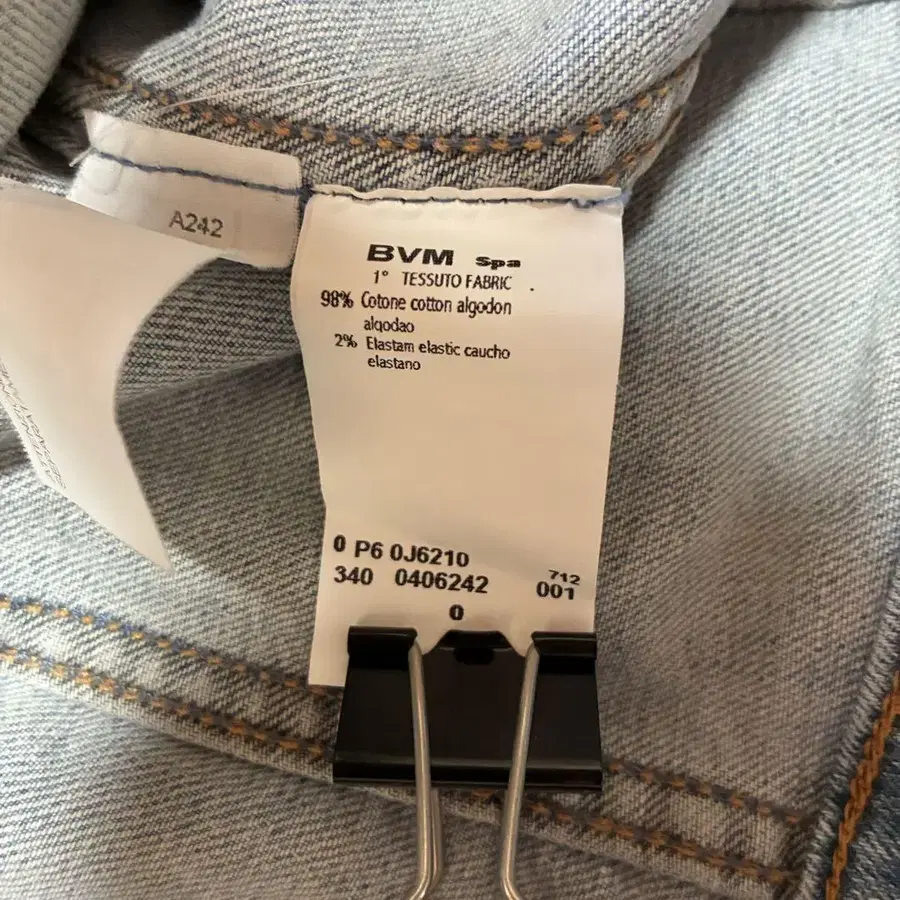 A242
BVM Spa
1° TESSUTO FABRIC .
98% Cotone cotton algodon
alqodao
2% Elastam elastic caucho
elastano
0 P6 0J6210
340 0406242
712
001
0